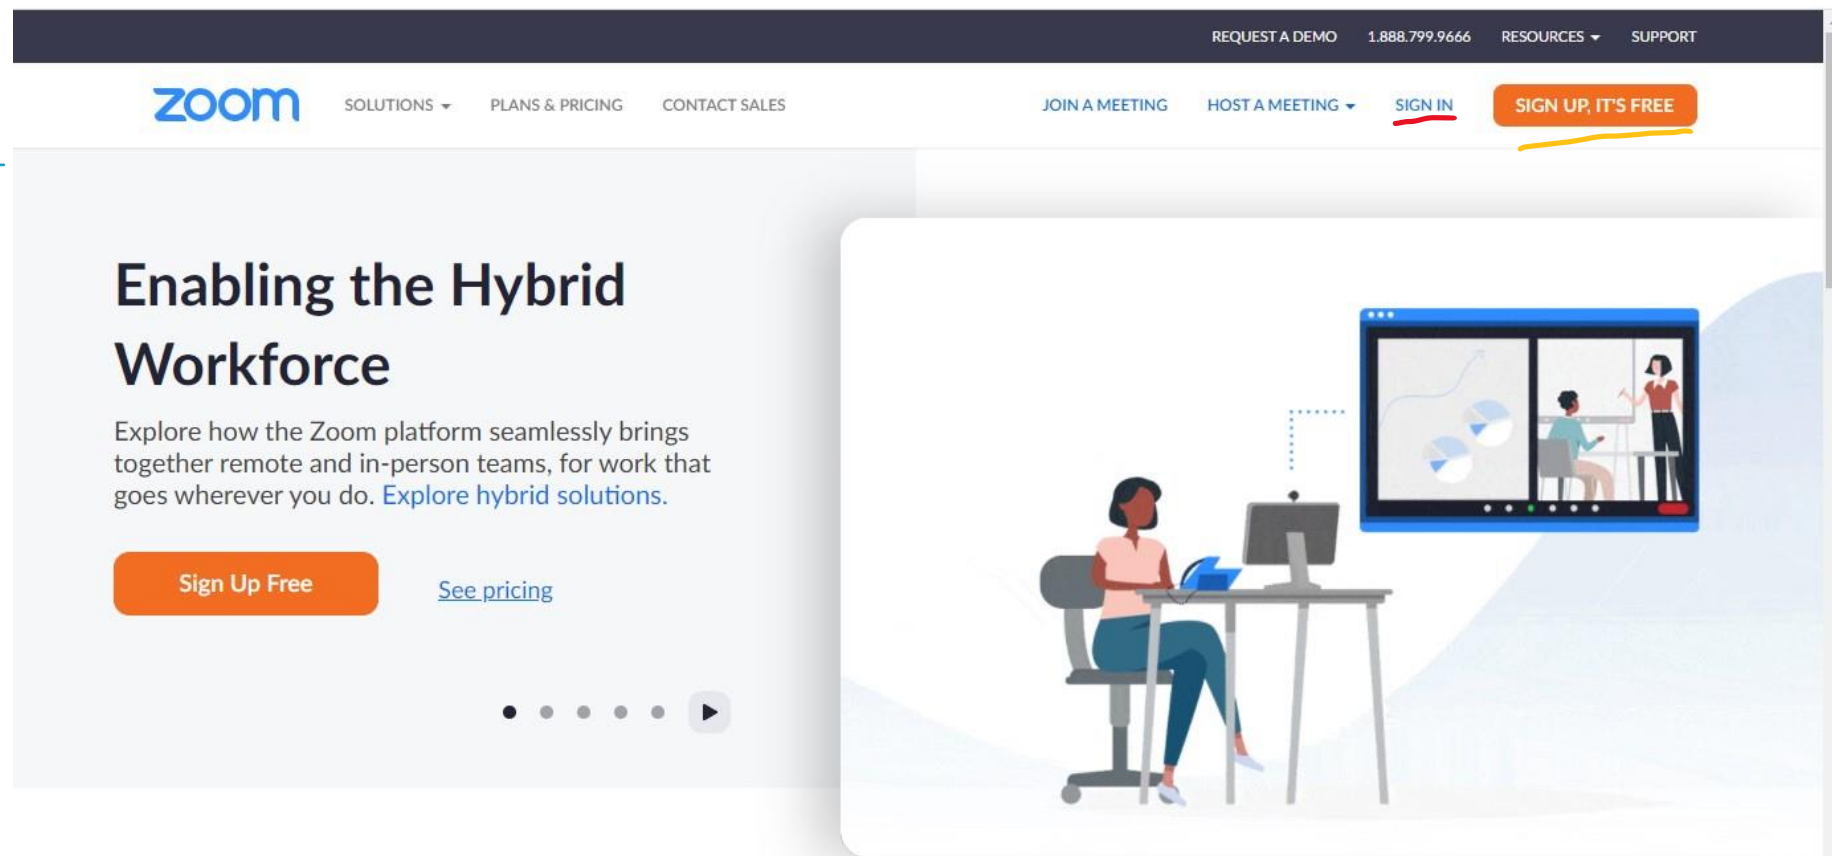 REQUEST A DEMO 1.888.799.9666 RESOURCES SUPPORT
zoom SOLUTIONS PLANS & PRICING CONTACT SALES JOIN A MEETING HOST A MEETING SIGN IN SIGN UP, IT'S FREE
Enabling the Hybrid
Workforce
Explore how the Zoom platform seamlessly brings
together remote and in-person teams, for work that
goes wherever you do. Explore hybrid solutions.
Sign Up Free See pricing